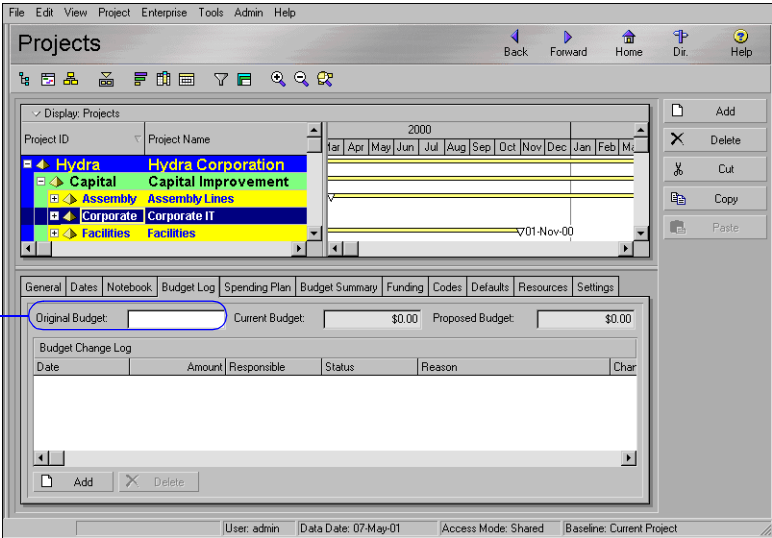 File Edit View Project Enterprise Tools Admin Help
Projects
Back Forward Home Dir. Help
Display: Projects
Project ID Project Name
2000
Mar Apr May Jun Jul Aug Sep Oct Nov Dec Jan Feb Ma
Hydra Hydra Corporation
Capital Capital Improvement
Assembly Assembly Lines
Corporate Corporate IT
Facilities Facilities
01-Nov-00
Add
Delete
Cut
Copy
Paste
General Dates Notebook Budget Log Spending Plan Budget Summary Funding Codes Defaults Resources Settings
Original Budget: Current Budget: $0.00 Proposed Budget: $0.00
Budget Change Log
Date Amount Responsible Status Reason Char
Add Delete
User: admin Data Date: 07-May-01 Access Mode: Shared Baseline: Current Project